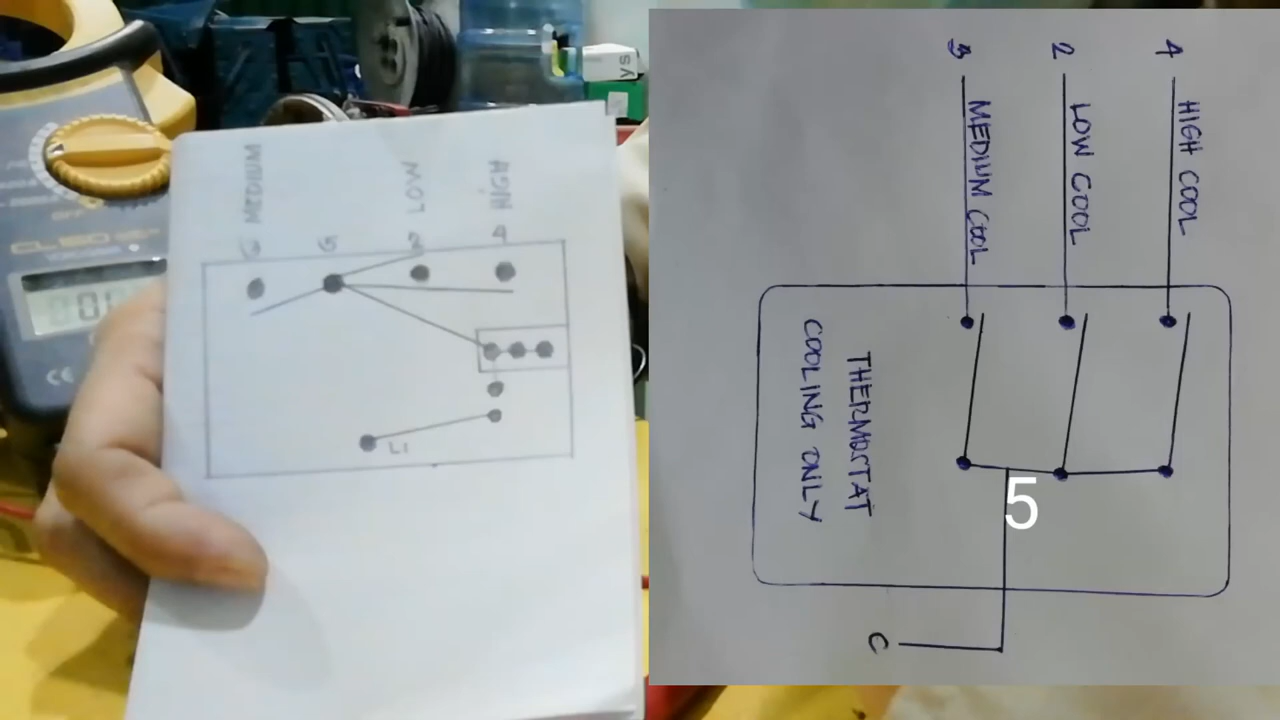 MEDIUM
LOW
HIGH
3
5
2
4
L1
VS
3
2
4
MEDIUM COOL
LOW COOL
HIGH COOL
THERMOSTAT
COOLING ONLY
5
C